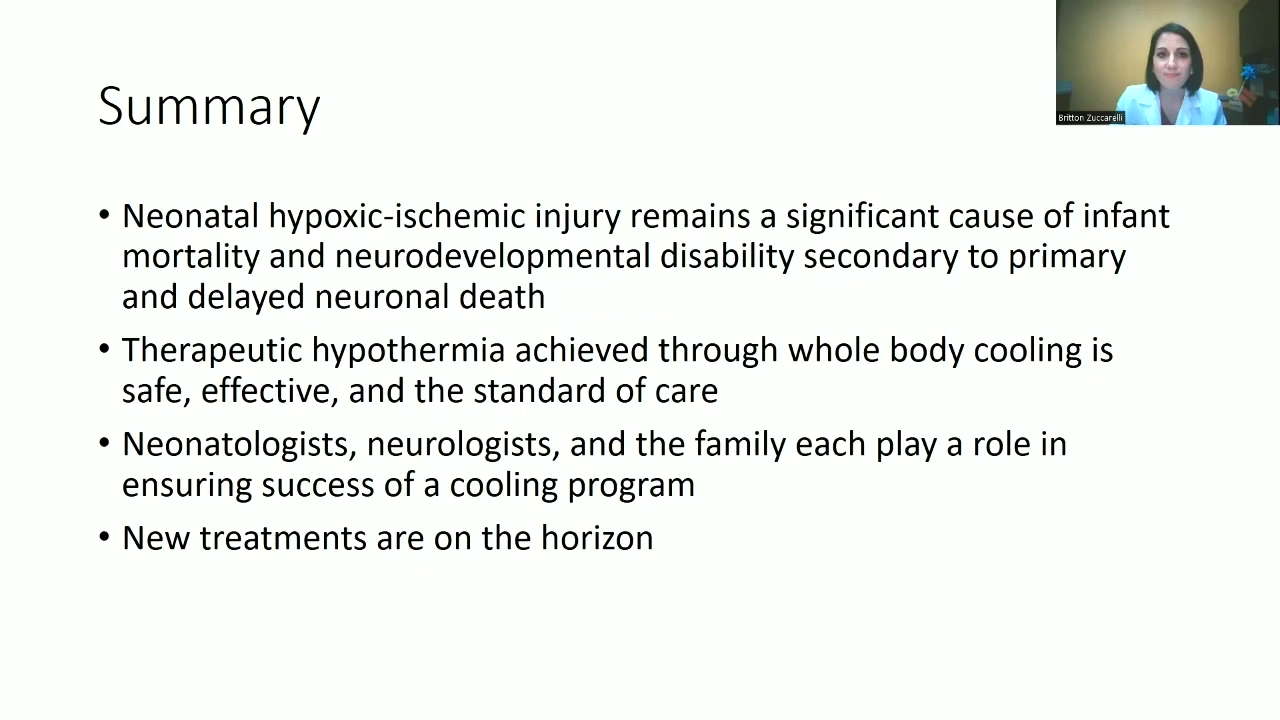 Summary
Britton Zuccarelli
• Neonatal hypoxic-ischemic injury remains a significant cause of infant
mortality and neurodevelopmental disability secondary to primary
and delayed neuronal death
• Therapeutic hypothermia achieved through whole body cooling is
safe, effective, and the standard of care
• Neonatologists, neurologists, and the family each play a role in
ensuring success of a cooling program
• New treatments are on the horizon